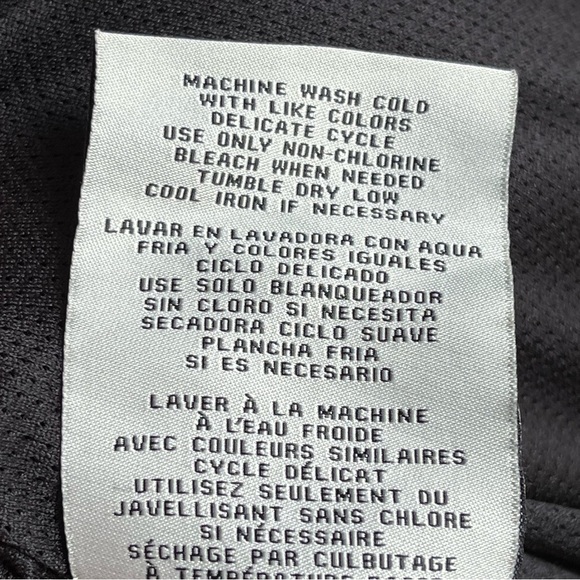 MACHINE WASH COLD
WITH LIKE COLORS
DELICATE CYCLE
USE ONLY NON-CHLORINE
BLEACH WHEN NEEDED
TUMBLE DRY LOW
COOL IRON IF NECESSARY
LAVAR EN LAVADORA CON AQUA
FRIA Y COLORES IGUALES
CICLO DELICADO
USE SOLO BLANQUEADOR
SIN CLORO SI NECESITA
SECADORA CICLO SUAVE
PLANCHA FRIA
SI ES NECESARIO
LAVER À LA MACHINE
À L'EAU FROIDE
AVEC COULEURS SIMILAIRES
CYCLE DÉLICAT
UTILISEZ SEULEMENT DU
JAVELLISANT SANS CHLORE
SI NÉCESSAIRE
SÉCHAGE PAR CULBUTAGE
À TEMPÉRATURE